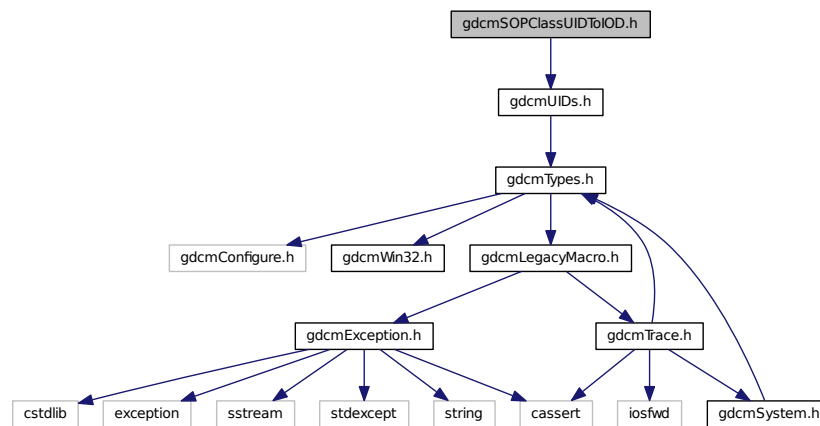 gdcmSOPClassUIDToIOD.h
gdcmUIDs.h
gdcmTypes.h
gdcmConfigure.h
gdcmWin32.h
gdcmLegacyMacro.h
gdcmException.h
gdcmTrace.h
cstdlib
exception
sstream
stdexcept
string
cassert
iosfwd
gdcmSystem.h